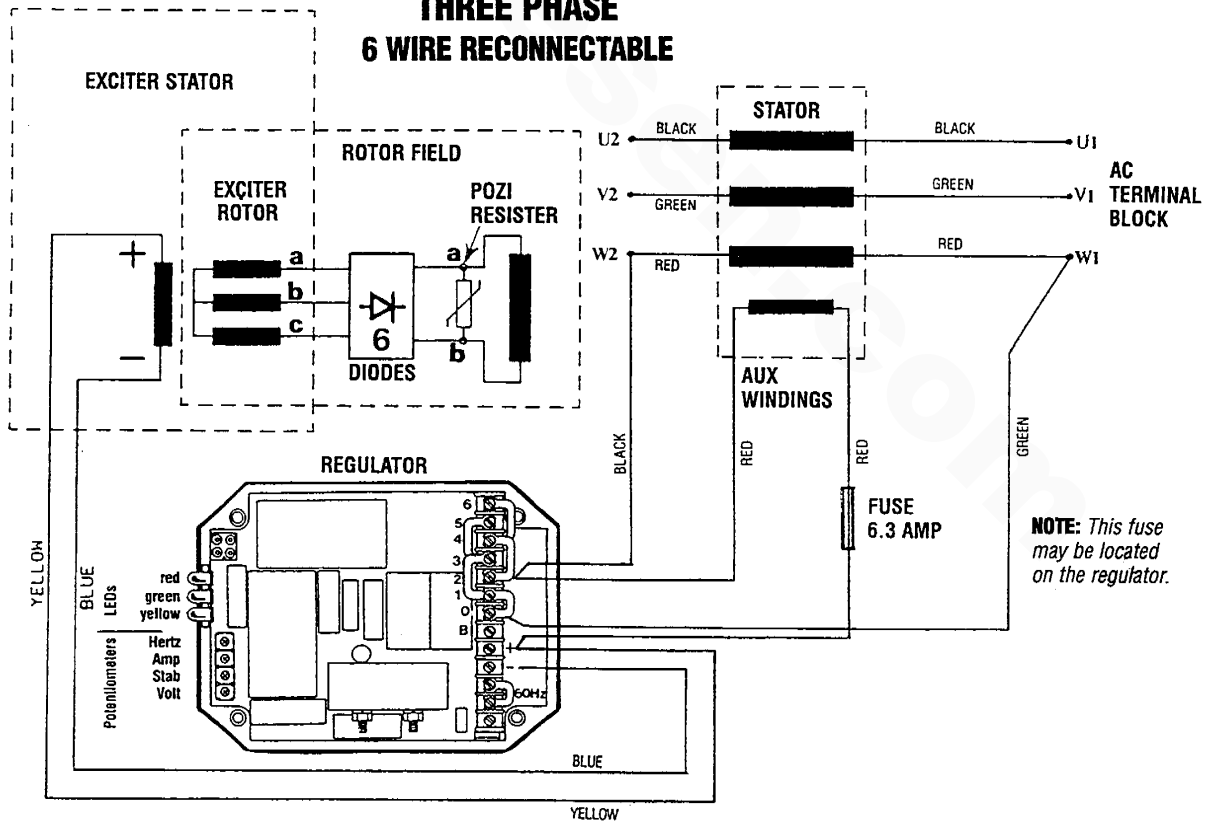 THREE PHASE
6 WIRE RECONNECTABLE
EXCITER STATOR
ROTOR FIELD
EXCITER
ROTOR
POZI
RESISTER
a
b
c
a
b
6
DIODES
+
–
STATOR
U2
BLACK
BLACK
U1
V2
GREEN
GREEN
V1
W2
RED
RED
W1
AC
TERMINAL
BLOCK
AUX
WINDINGS
BLACK
RED
RED
GREEN
FUSE
6.3 AMP
NOTE: This fuse
may be located
on the regulator.
REGULATOR
6
5
4
3
2
1
0
B
+
-
60Hz
YELLOW
BLUE
LEDs
red
green
yellow
Potentiometers
Hertz
Amp
Stab
Volt
BLUE
YELLOW